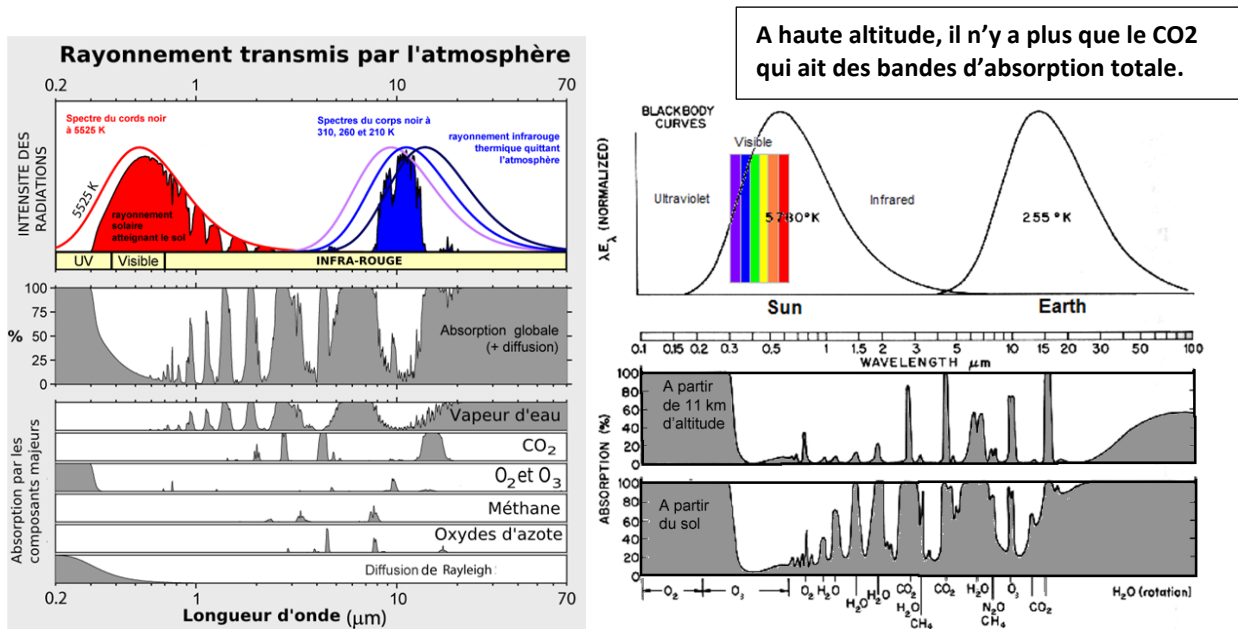 A haute altitude, il n’y a plus que le CO2
qui ait des bandes d’absorption totale.
Rayonnement transmis par l'atmosphère
0.2 1 10 70
INTENSITE DES
RADIATIONS
Spectre du cords noir
à 5525 K
5525 K
rayonnement
solaire
atteignant le sol
Spectres du corps noir à
310, 260 et 210 K
rayonnement infrarouge
thermique quittant
l'atmosphère
UV Visible INFRA-ROUGE
%
100
75
50
25
0
100
75
50
25
0
Absorption globale
(+ diffusion)
Absorption par les
composants majeurs
Vapeur d'eau
CO2
O2 et O3
Méthane
Oxydes d'azote
Diffusion de Rayleigh :
0.2 1 10 70
Longueur d'onde (µm)
BLACKBODY
CURVES
λEλ (NORMALIZED)
Visible
Ultraviolet
Infrared
5780°K
255°K
Sun Earth
0.1 0.15 0.2 0.3 0.5 1 1.5 2 3 5 10 15 20 30 50 100
WAVELENGTH µm
ABSORPTION (%)
100
80
60
40
20
0
A partir
de 11 km
d'altitude
100
80
60
40
20
0
A partir
du sol
O2 O3 O2 H2O H2O H2O CO2 H2O CH4 CO2 H2O N2O CH4 O3 CO2 H2O (rotation)